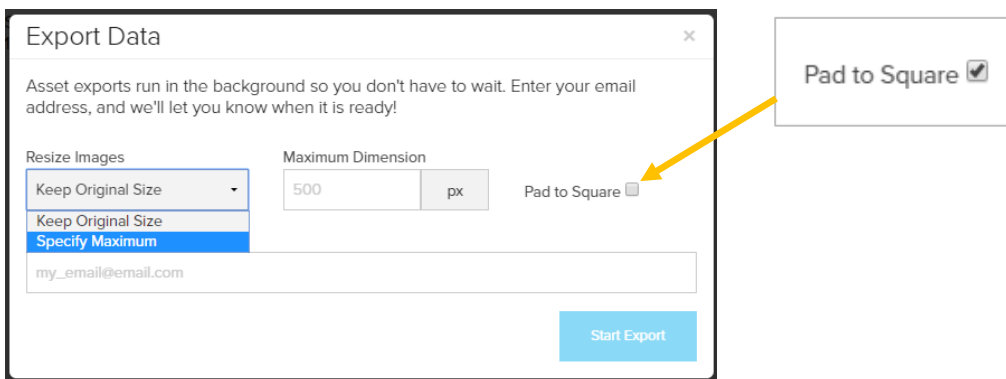 Export Data ×
Asset exports run in the background so you don't have to wait. Enter your email
address, and we'll let you know when it is ready!
Resize Images Maximum Dimension
Keep Original Size 500 px Pad to Square
Keep Original Size
Specify Maximum
my_email@email.com
Start Export
Pad to Square